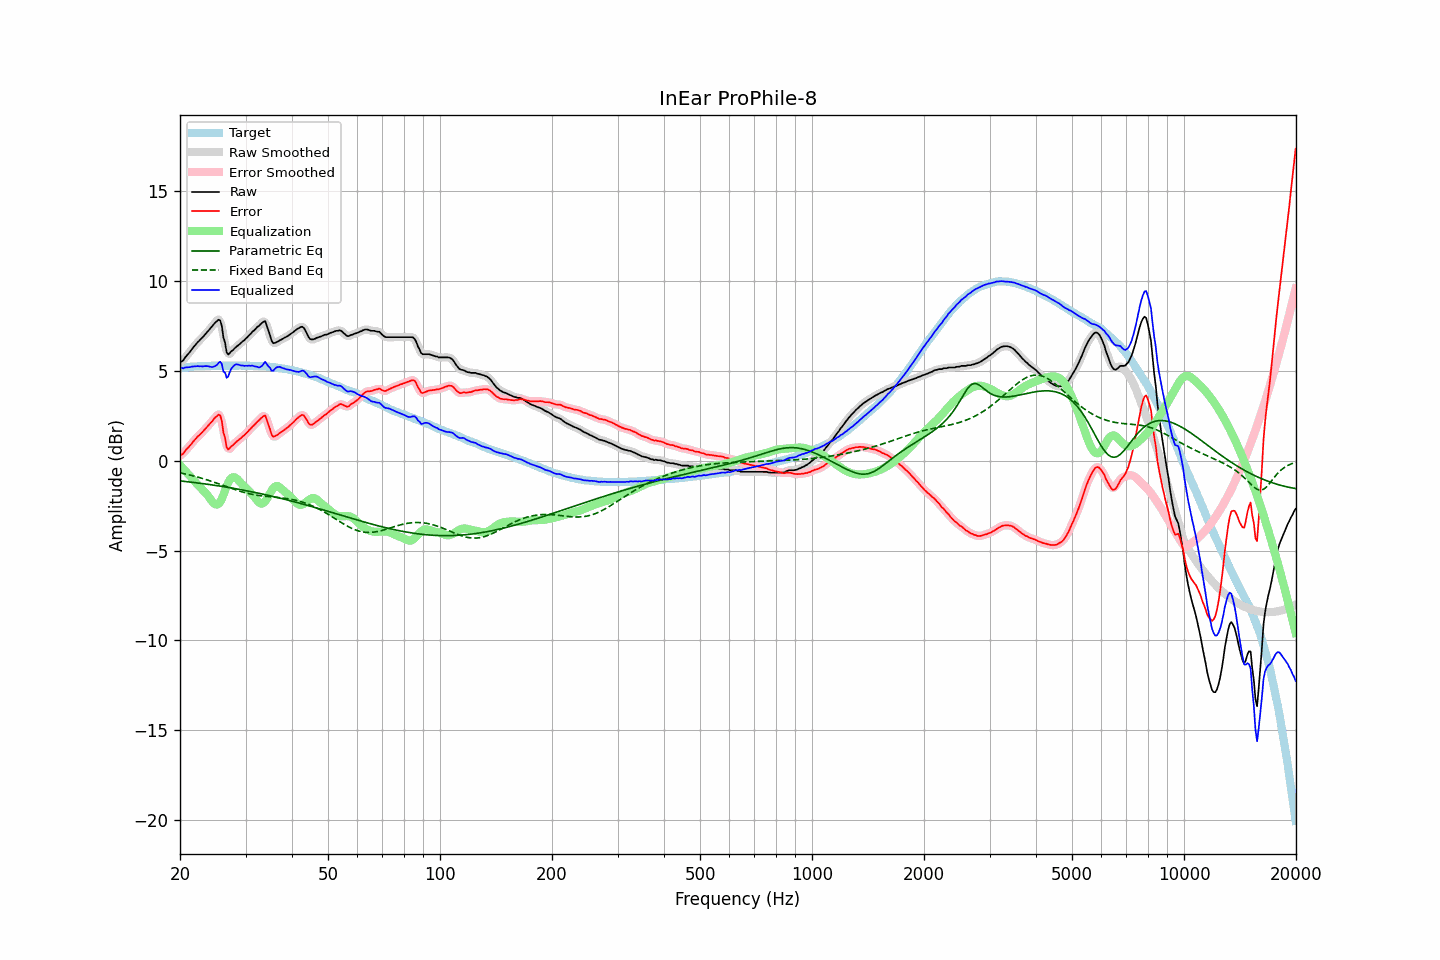 InEar ProPhile-8
Target
Raw Smoothed
Error Smoothed
Raw
Error
Equalization
Parametric Eq
Fixed Band Eq
Equalized
Amplitude (dBr)
15
10
5
0
−5
−10
−15
−20
20
50
100
200
500
1000
2000
5000
10000
20000
Frequency (Hz)